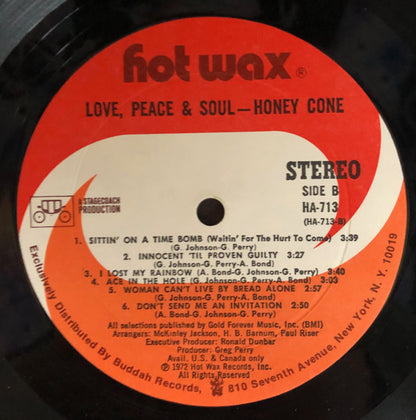 hot wax®
LOVE, PEACE & SOUL—HONEY CONE
STEREO
SIDE B
HA-713
(HA-713-B)
A STAGECOACH
PRODUCTION
1. SITTIN' ON A TIME BOMB (Waitin' For The Hurt To Come) 3:39
(G. Johnson-G. Perry)
2. INNOCENT 'TIL PROVEN GUILTY 3:27
(G. Johnson-G. Perry-A. Bond)
3. I LOST MY RAINBOW (A. Bond-G. Johnson-G. Perry) 3:40
4. ACE IN THE HOLE (G. Johnson-G. Perry-A. Bond) 3:03
5. WOMAN CAN'T LIVE BY BREAD ALONE 2:53
(G. Johnson-G. Perry-A. Bond)
6. DON'T SEND ME AN INVITATION 2:50
(A. Bond-G. Johnson-G. Perry)
All selections published by Gold Forever Music, Inc. (BMI)
Arrangers: McKinley Jackson, H. B. Barnum, Paul Riser
Executive Producer: Ronald Dunbar
Producer: Greg Perry
Avail. U.S. & Canada only
© 1972 Hot Wax Records, Inc.
All Rights Reserved
Exclusively Distributed By Buddah Records, 810 Seventh Avenue, New York, N. Y. 10019